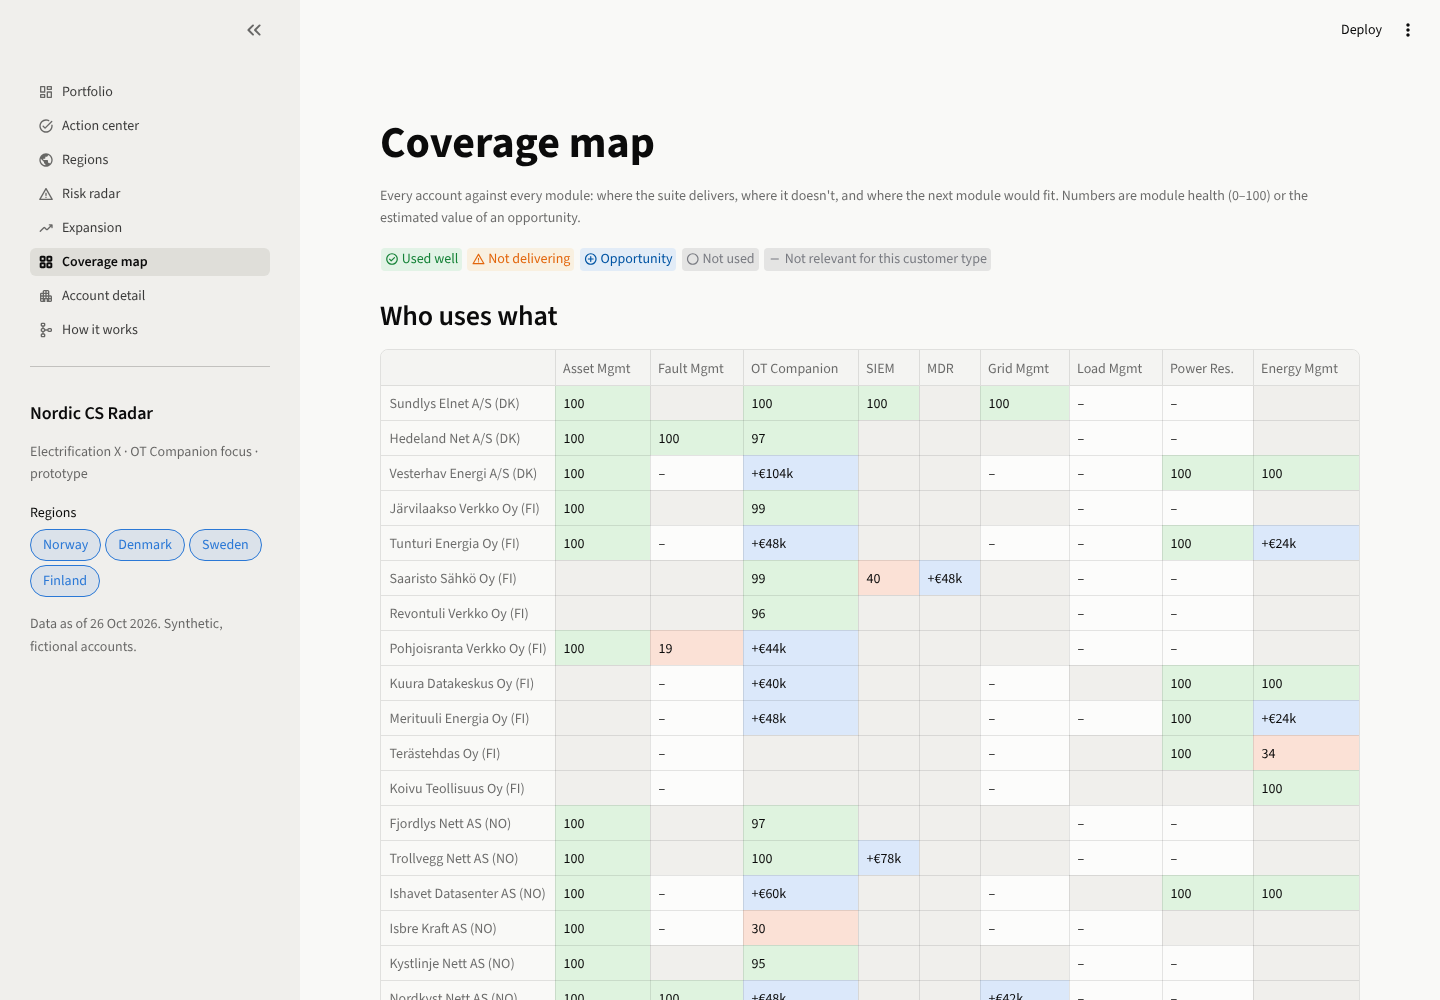 Deploy
Portfolio
Action center
Regions
Risk radar
Expansion
Coverage map
Account detail
How it works
Nordic CS Radar
Electrification X · OT Companion focus ·
prototype
Regions
Norway Denmark Sweden
Finland
Data as of 26 Oct 2026. Synthetic,
fictional accounts.
Coverage map
Every account against every module: where the suite delivers, where it doesn't, and where the next module would fit. Numbers are module health (0–100) or the
estimated value of an opportunity.
Used well Not delivering Opportunity Not used — Not relevant for this customer type
Who uses what
Asset Mgmt Fault Mgmt OT Companion SIEM MDR Grid Mgmt Load Mgmt Power Res. Energy Mgmt
Sundlys Elnet A/S (DK) 100 100 100 100 – –
Hedeland Net A/S (DK) 100 100 97 – –
Vesterhav Energi A/S (DK) 100 – +€104k – – 100 100
Järvilaakso Verkko Oy (FI) 100 99 – –
Tunturi Energia Oy (FI) 100 – +€48k – – 100 +€24k
Saaristo Sähkö Oy (FI) 99 40 +€48k – –
Revontuli Verkko Oy (FI) 96 – –
Pohjoisranta Verkko Oy (FI) 100 19 +€44k – –
Kuura Datakeskus Oy (FI) – +€40k – 100 100
Merituuli Energia Oy (FI) – +€48k – – 100 +€24k
Terästehdas Oy (FI) – – 100 34
Koivu Teollisuus Oy (FI) – – 100
Fjordlys Nett AS (NO) 100 97 – –
Trollvegg Nett AS (NO) 100 100 +€78k – –
Ishavet Datasenter AS (NO) 100 – +€60k – 100 100
Isbre Kraft AS (NO) 100 – 30 – –
Kystlinje Nett AS (NO) 100 95 – –
Nordkyst Nett AS (NO) 100 100 +€48k +€42k – –